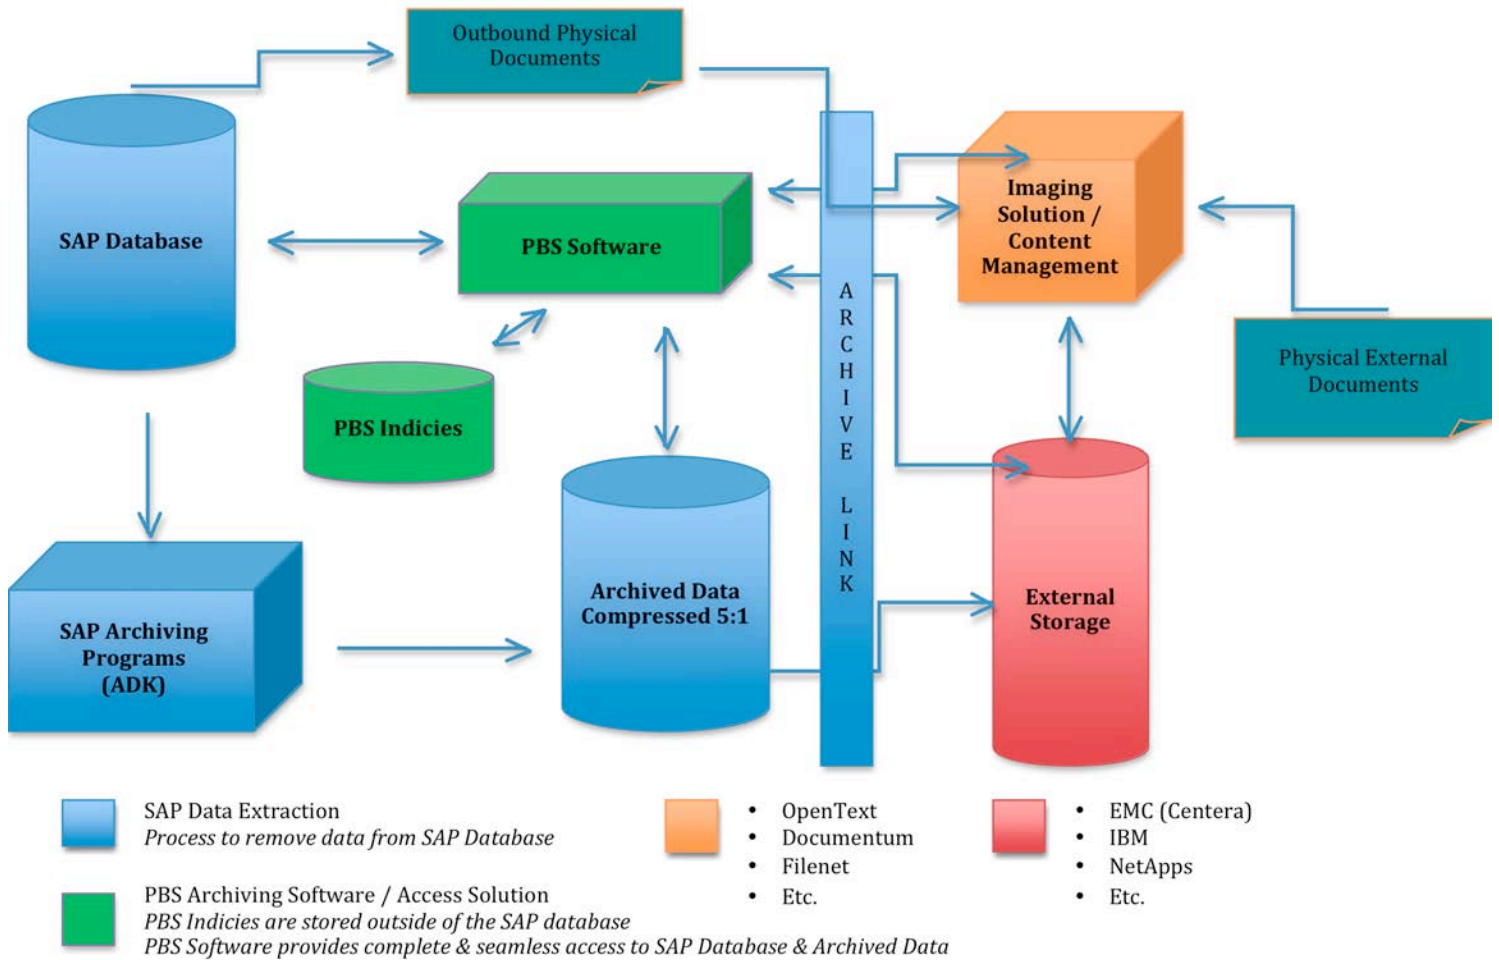 Outbound Physical
Documents
SAP Database
PBS Software
Imaging
Solution /
Content
Management
PBS Indicies
Physical External
Documents
A
R
C
H
I
V
E
L
I
N
K
SAP Archiving
Programs
(ADK)
Archived Data
Compressed 5:1
External
Storage
SAP Data Extraction
Process to remove data from SAP Database
PBS Archiving Software / Access Solution
PBS Indicies are stored outside of the SAP database
PBS Software provides complete & seamless access to SAP Database & Archived Data
• OpenText
• Documentum
• Filenet
• Etc.
• EMC (Centera)
• IBM
• NetApps
• Etc.